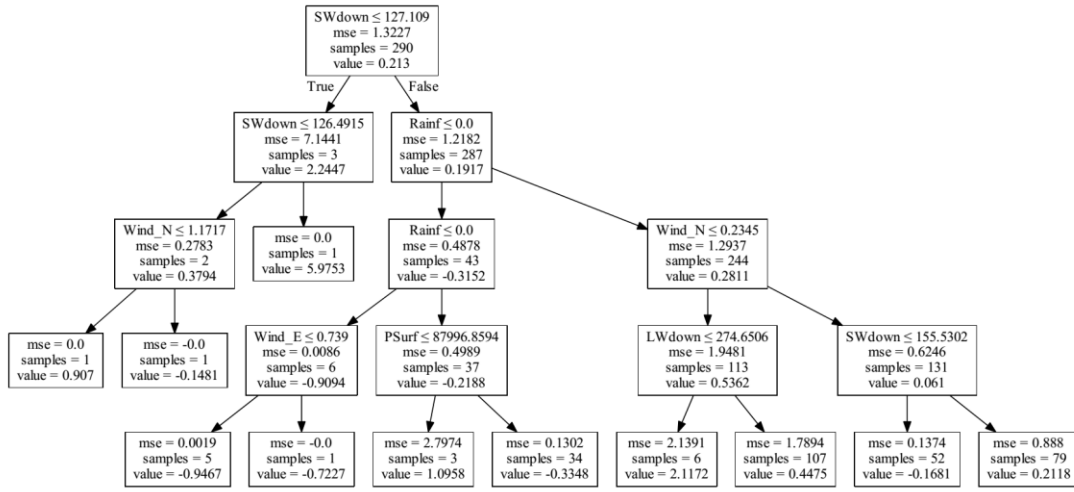 SWdown ≤ 127.109
mse = 1.3227
samples = 290
value = 0.213
True
False
SWdown ≤ 126.4915
mse = 7.1441
samples = 3
value = 2.2447
Rainf ≤ 0.0
mse = 1.2182
samples = 287
value = 0.1917
Wind_N ≤ 1.1717
mse = 0.2783
samples = 2
value = 0.3794
mse = 0.0
samples = 1
value = 5.9753
Rainf ≤ 0.0
mse = 0.4878
samples = 43
value = -0.3152
Wind_N ≤ 0.2345
mse = 1.2937
samples = 244
value = 0.2811
mse = 0.0
samples = 1
value = 0.907
mse = -0.0
samples = 1
value = -0.1481
Wind_E ≤ 0.739
mse = 0.0086
samples = 6
value = -0.9094
PSurf ≤ 87996.8594
mse = 0.4989
samples = 37
value = -0.2188
LWdown ≤ 274.6506
mse = 1.9481
samples = 113
value = 0.5362
SWdown ≤ 155.5302
mse = 0.6246
samples = 131
value = 0.061
mse = 0.0019
samples = 5
value = -0.9467
mse = -0.0
samples = 1
value = -0.7227
mse = 2.7974
samples = 3
value = 1.0958
mse = 0.1302
samples = 34
value = -0.3348
mse = 2.1391
samples = 6
value = 2.1172
mse = 1.7894
samples = 107
value = 0.4475
mse = 0.1374
samples = 52
value = -0.1681
mse = 0.888
samples = 79
value = 0.2118